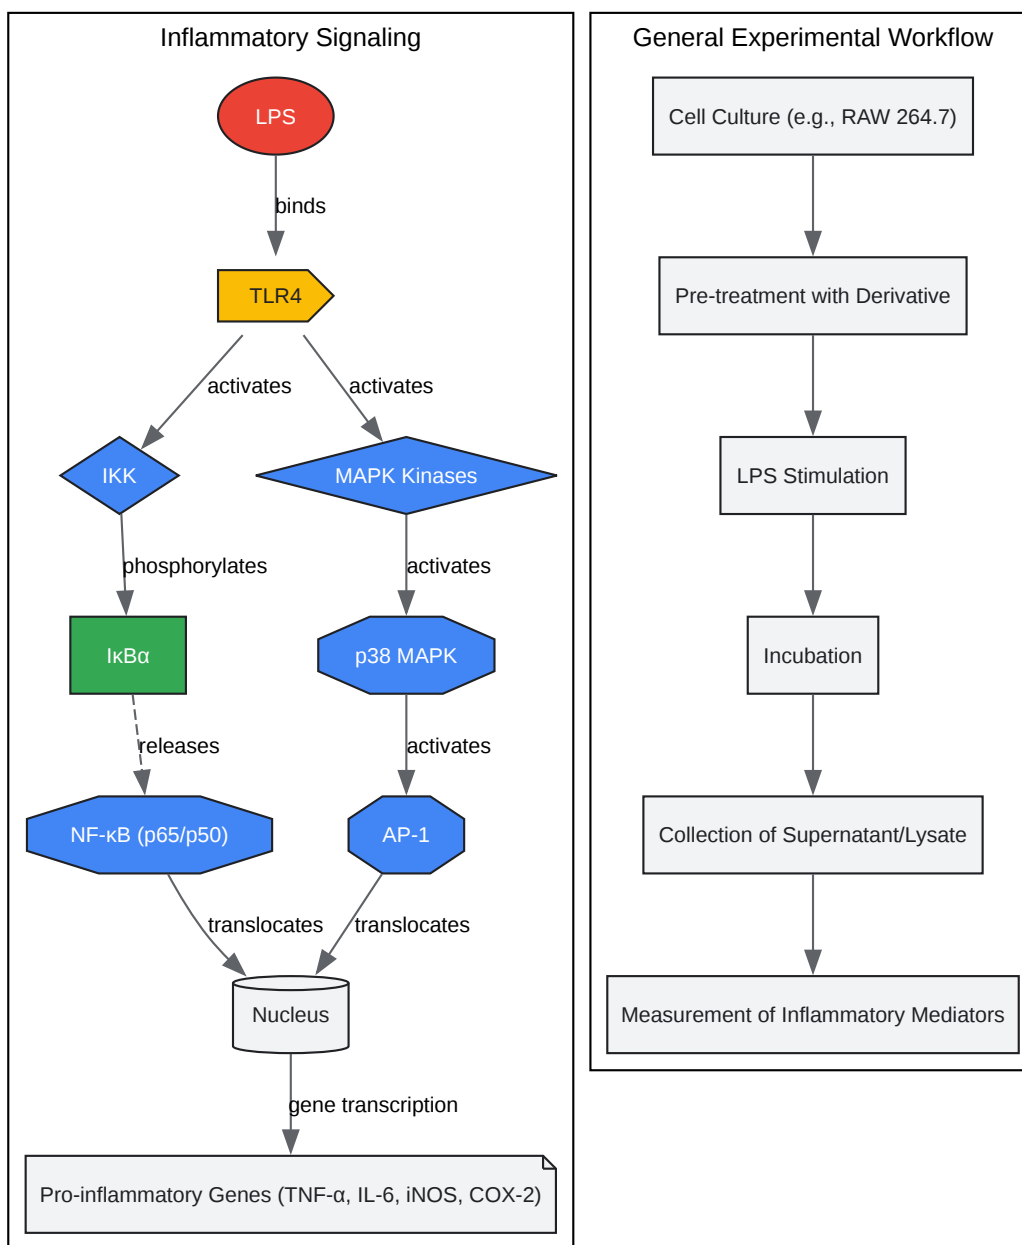 Inflammatory Signaling
LPS
binds
TLR4
activates
activates
IKK
MAPK Kinases
phosphorylates
activates
IκBα
p38 MAPK
releases
activates
NF-κB (p65/p50)
AP-1
translocates
translocates
Nucleus
gene transcription
Pro-inflammatory Genes (TNF-α, IL-6, iNOS, COX-2)
General Experimental Workflow
Cell Culture (e.g., RAW 264.7)
Pre-treatment with Derivative
LPS Stimulation
Incubation
Collection of Supernatant/Lysate
Measurement of Inflammatory Mediators